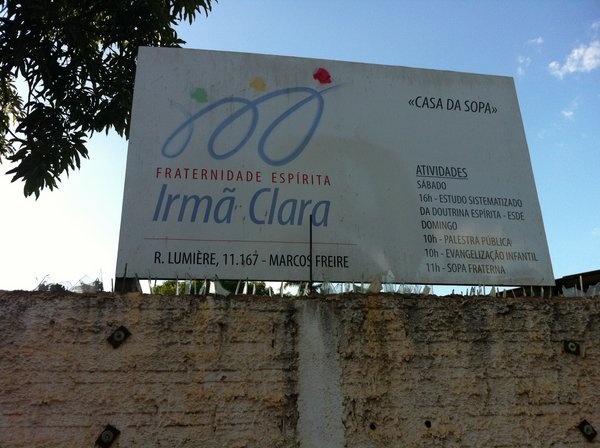 «CASA DA SOPA»
FRATERNIDADE ESPÍRITA
Irmã Clara
R. LUMIÈRE, 11.167 - MARCOS FREIRE
ATIVIDADES
SÁBADO
16h - ESTUDO SISTEMATIZADO
DA DOUTRINA ESPÍRITA - ESDE
DOMINGO
10h - PALESTRA PÚBLICA
10h - EVANGELIZAÇÃO INFANTIL
11h - SOPA FRATERNA